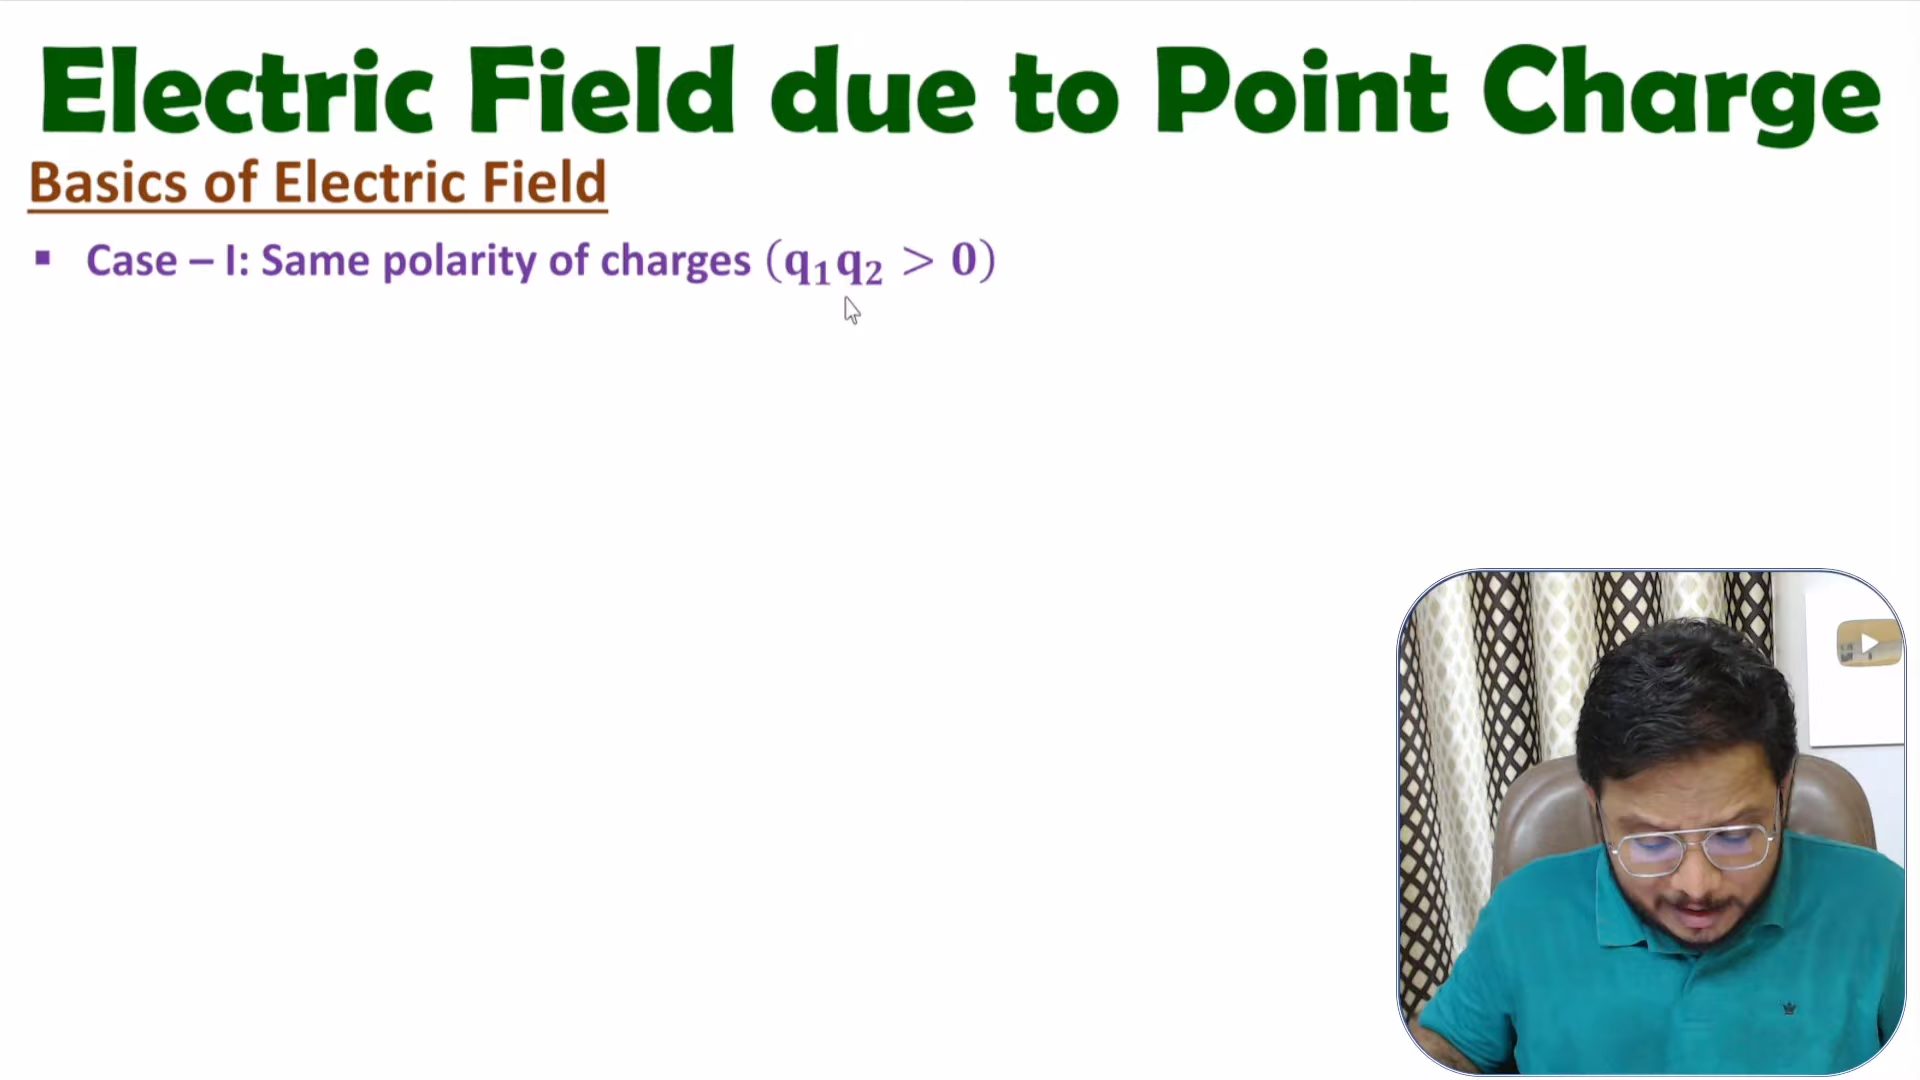 Electric Field due to Point Charge
Basics of Electric Field
▪ Case – I: Same polarity of charges (q₁q₂ > 0)